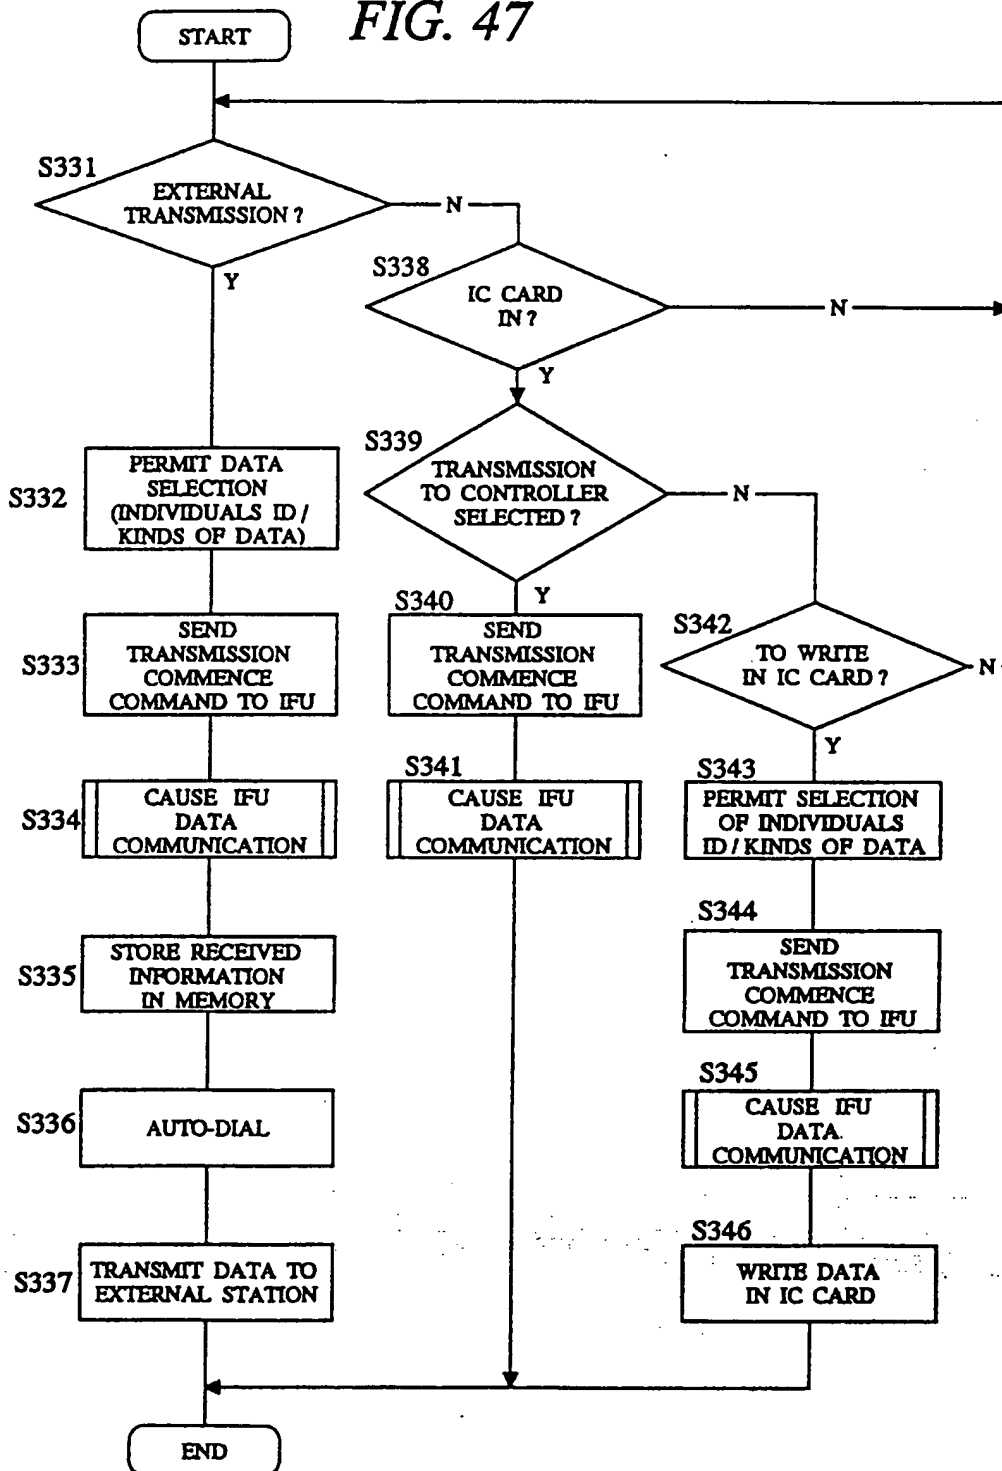 FIG. 47
START
S331
EXTERNAL
TRANSMISSION ?
N
Y
S338
IC CARD
IN ?
N
Y
S339
TRANSMISSION
TO CONTROLLER
SELECTED ?
N
Y
S332
PERMIT DATA
SELECTION
(INDIVIDUALS ID /
KINDS OF DATA)
S333
SEND
TRANSMISSION
COMMENCE
COMMAND TO IFU
S340
SEND
TRANSMISSION
COMMENCE
COMMAND TO IFU
S342
TO WRITE
IN IC CARD ?
N
Y
S334
CAUSE IFU
DATA
COMMUNICATION
S341
CAUSE IFU
DATA
COMMUNICATION
S343
PERMIT SELECTION
OF INDIVIDUALS
ID / KINDS OF DATA
S335
STORE RECEIVED
INFORMATION
IN MEMORY
S344
SEND
TRANSMISSION
COMMENCE
COMMAND TO IFU
S336
AUTO-DIAL
S345
CAUSE IFU
DATA
COMMUNICATION
S337
TRANSMIT DATA TO
EXTERNAL STATION
S346
WRITE DATA
IN IC CARD
END